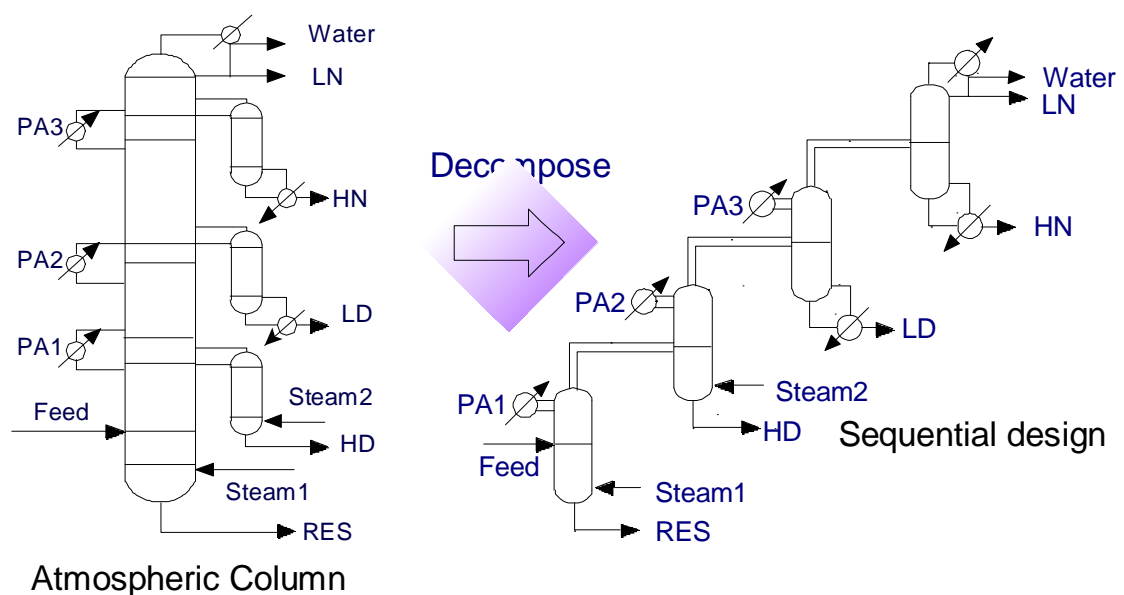 Water
LN
PA3
HN
PA2
LD
PA1
Steam2
Feed
HD
Steam1
RES
Atmospheric Column
Decompose
Water
LN
PA3
HN
PA2
LD
PA1
Steam2
HD
Feed
Steam1
RES
Sequential design